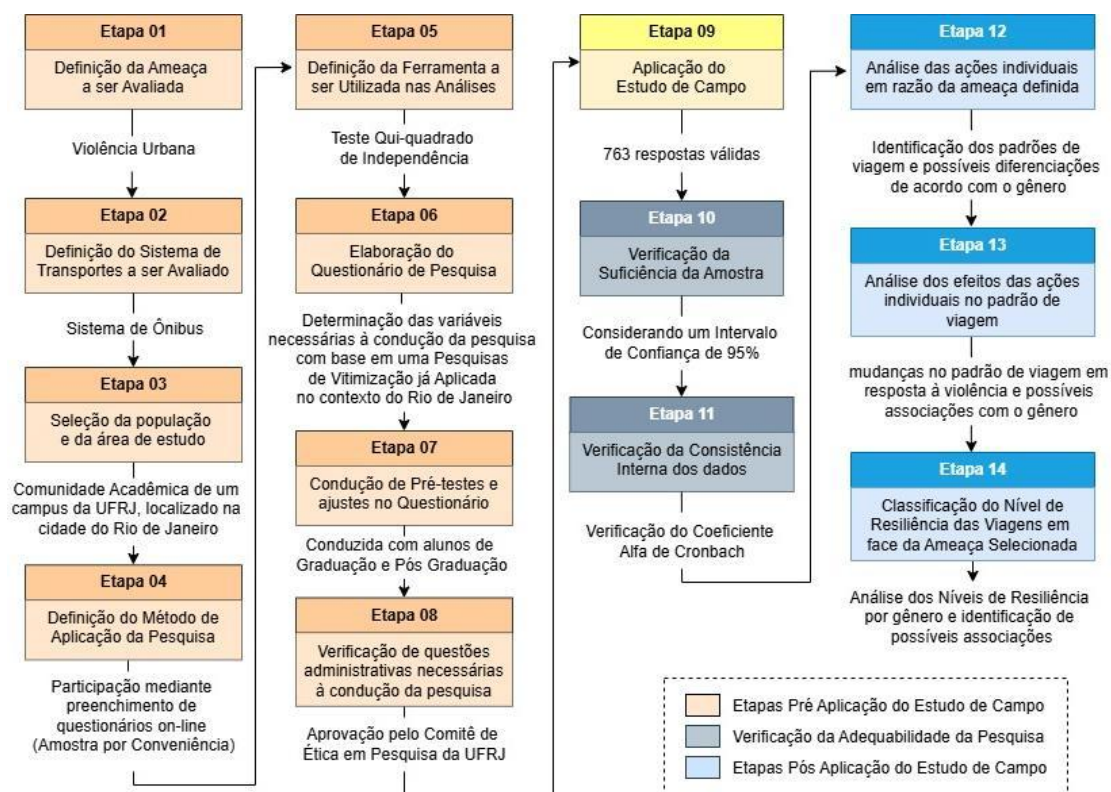 Etapa 01
Definição da Ameaça
a ser Avaliada
Violência Urbana
Etapa 02
Definição do Sistema de
Transportes a ser Avaliado
Sistema de Ônibus
Etapa 03
Seleção da população
e da área de estudo
Comunidade Acadêmica de um
campus da UFRJ, localizado na
cidade do Rio de Janeiro
Etapa 04
Definição do Método de
Aplicação da Pesquisa
Participação mediante
preenchimento de
questionários on-line
(Amostra por Conveniência)
Etapa 05
Definição da Ferramenta a
ser Utilizada nas Análises
Teste Qui-quadrado
de Independência
Etapa 06
Elaboração do
Questionário de Pesquisa
Determinação das variáveis
necessárias à condução da pesquisa
com base em uma Pesquisas
de Vitimização já Aplicada
no contexto do Rio de Janeiro
Etapa 07
Condução de Pré-testes e
ajustes no Questionário
Conduzida com alunos de
Graduação e Pós Graduação
Etapa 08
Verificação de questões
administrativas necessárias
à condução da pesquisa
Aprovação pelo Comitê de
Ética em Pesquisa da UFRJ
Etapa 09
Aplicação do
Estudo de Campo
763 respostas válidas
Etapa 10
Verificação da
Suficiência da Amostra
Considerando um Intervalo
de Confiança de 95%
Etapa 11
Verificação da Consistência
Interna dos dados
Verificação do Coeficiente
Alfa de Cronbach
Etapa 12
Análise das ações individuais
em razão da ameaça definida
Identificação dos padrões de
viagem e possíveis diferenciações
de acordo com o gênero
Etapa 13
Análise dos efeitos das ações
individuais no padrão de
viagem
mudanças no padrão de viagem em
resposta à violência e possíveis
associações com o gênero
Etapa 14
Classificação do Nível de
Resiliência das Viagens em
face da Ameaça Selecionada
Análise dos Níveis de Resiliência
por gênero e identificação de
possíveis associações
Etapas Pré Aplicação do Estudo de Campo
Verificação da Adequabilidade da Pesquisa
Etapas Pós Aplicação do Estudo de Campo